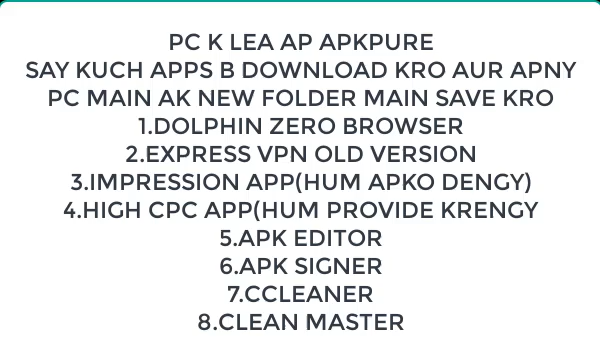 PC K LEA AP APKPURE
SAY KUCH APPS B DOWNLOAD KRO AUR APNY
PC MAIN AK NEW FOLDER MAIN SAVE KRO
1.DOLPHIN ZERO BROWSER
2.EXPRESS VPN OLD VERSION
3.IMPRESSION APP(HUM APKO DENGY)
4.HIGH CPC APP(HUM PROVIDE KRENGY
5.APK EDITOR
6.APK SIGNER
7.CCLEANER
8.CLEAN MASTER